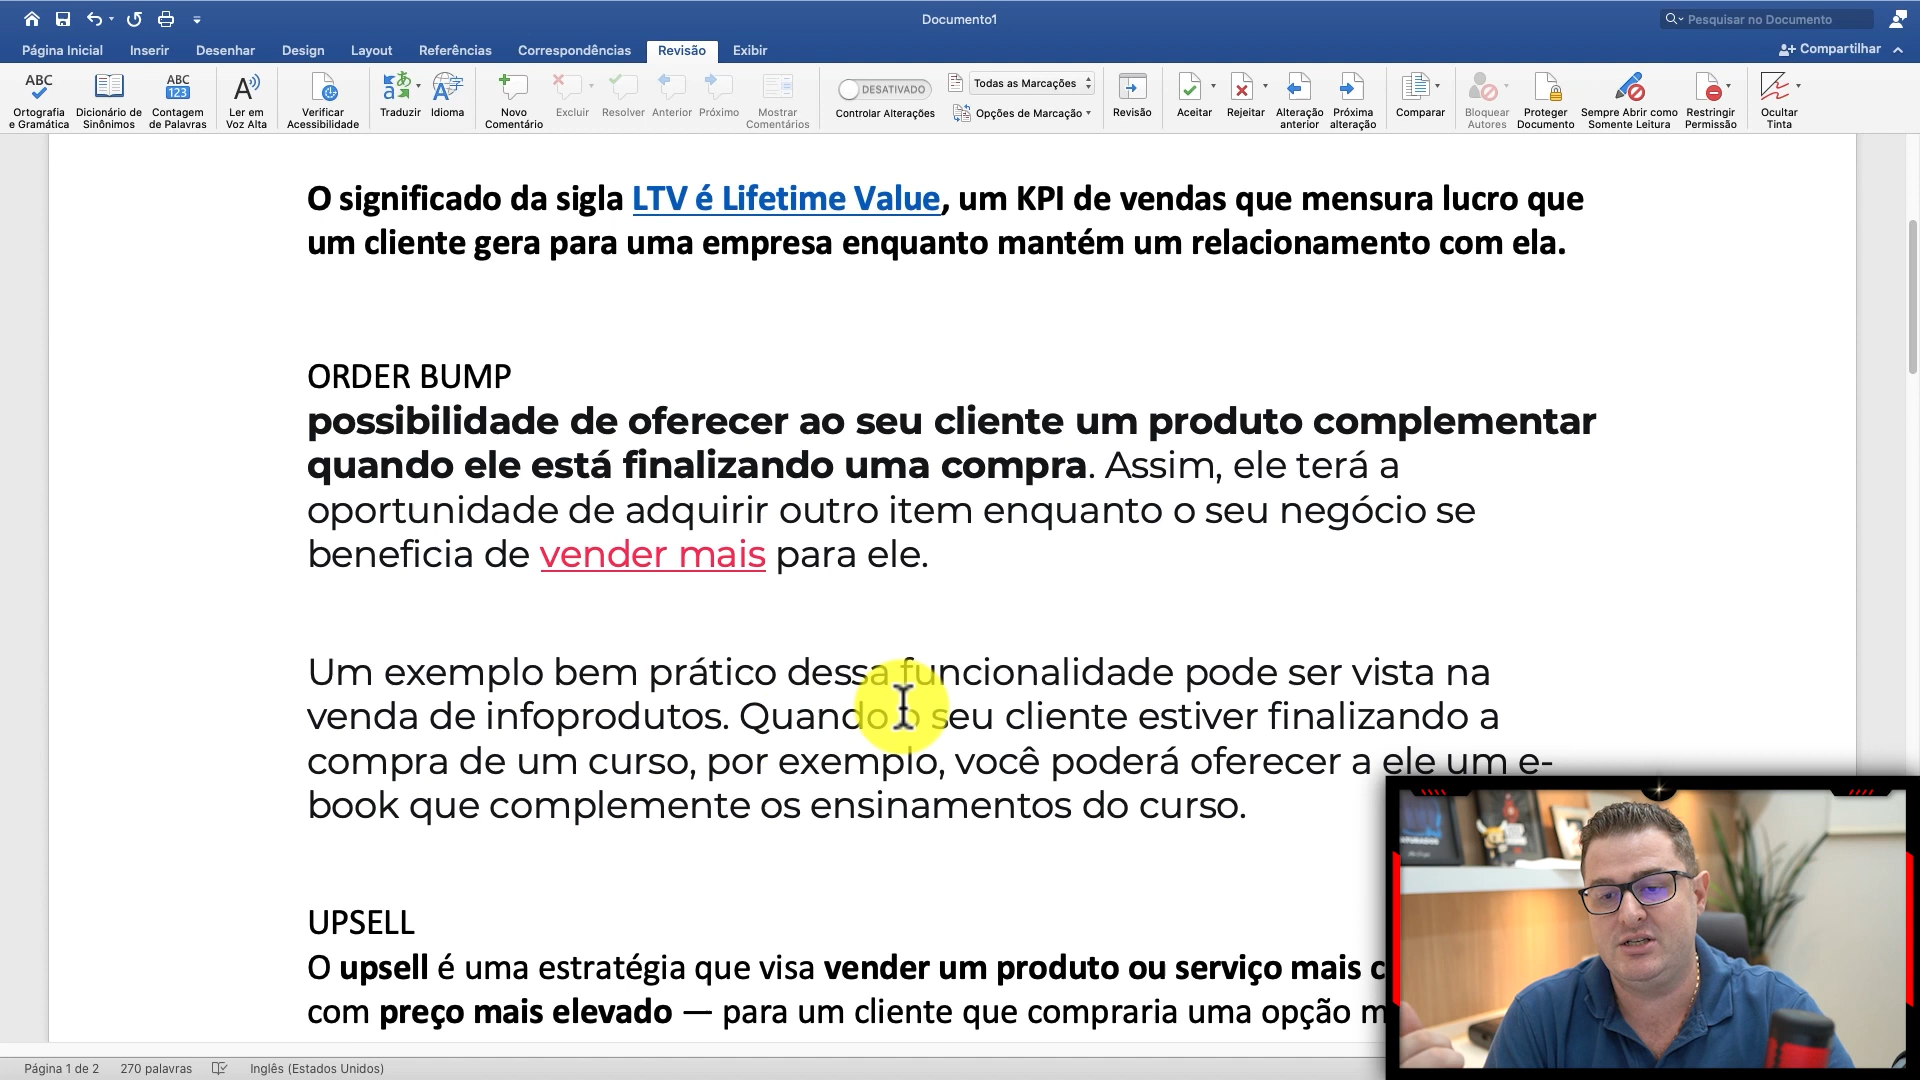 Documento1
Pesquisar no Documento
Página Inicial Inserir Desenhar Design Layout Referências Correspondências Revisão Exibir Compartilhar
ABC ABC 123 DESATIVADO Todas as Marcações
Ortografia e Gramática
Dicionário de Sinônimos
Contagem de Palavras
Ler em Voz Alta
Verificar Acessibilidade
Traduzir Idioma
Novo Comentário
Excluir Resolver Anterior Próximo
Mostrar Comentários
Controlar Alterações
Opções de Marcação
Revisão
Aceitar Rejeitar
Alteração anterior
Próxima alteração
Comparar
Bloquear Autores
Proteger Documento
Sempre Abrir como Somente Leitura
Restringir Permissão
Ocultar Tinta
O significado da sigla LTV é Lifetime Value, um KPI de vendas que mensura lucro que
um cliente gera para uma empresa enquanto mantém um relacionamento com ela.
ORDER BUMP
possibilidade de oferecer ao seu cliente um produto complementar
quando ele está finalizando uma compra. Assim, ele terá a
oportunidade de adquirir outro item enquanto o seu negócio se
beneficia de vender mais para ele.
Um exemplo bem prático dessa funcionalidade pode ser vista na
venda de infoprodutos. Quando o seu cliente estiver finalizando a
compra de um curso, por exemplo, você poderá oferecer a ele um e-
book que complemente os ensinamentos do curso.
UPSELL
O upsell é uma estratégia que visa vender um produto ou serviço mais
com preço mais elevado — para um cliente que compraria uma opção
Página 1 de 2 270 palavras Inglês (Estados Unidos)